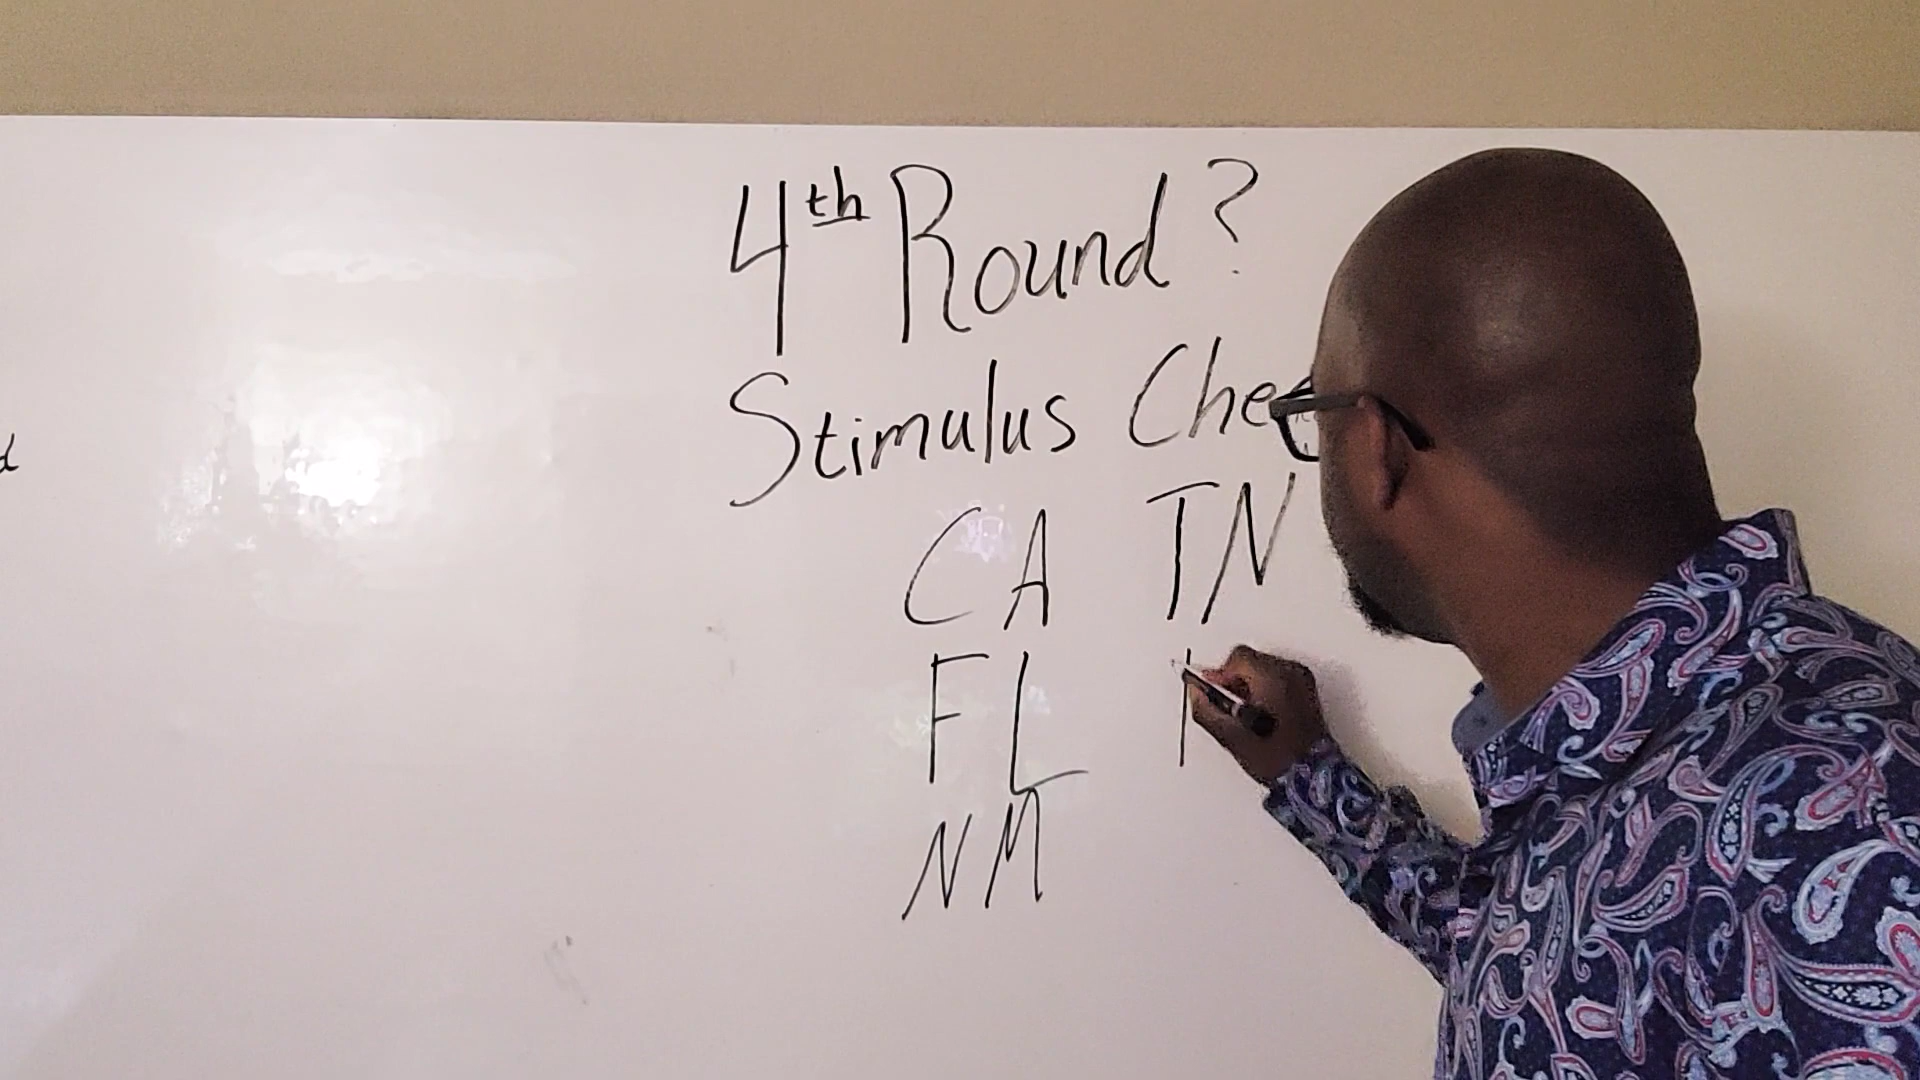 4th Round?
Stimulus Che
CA TN
FL
NM